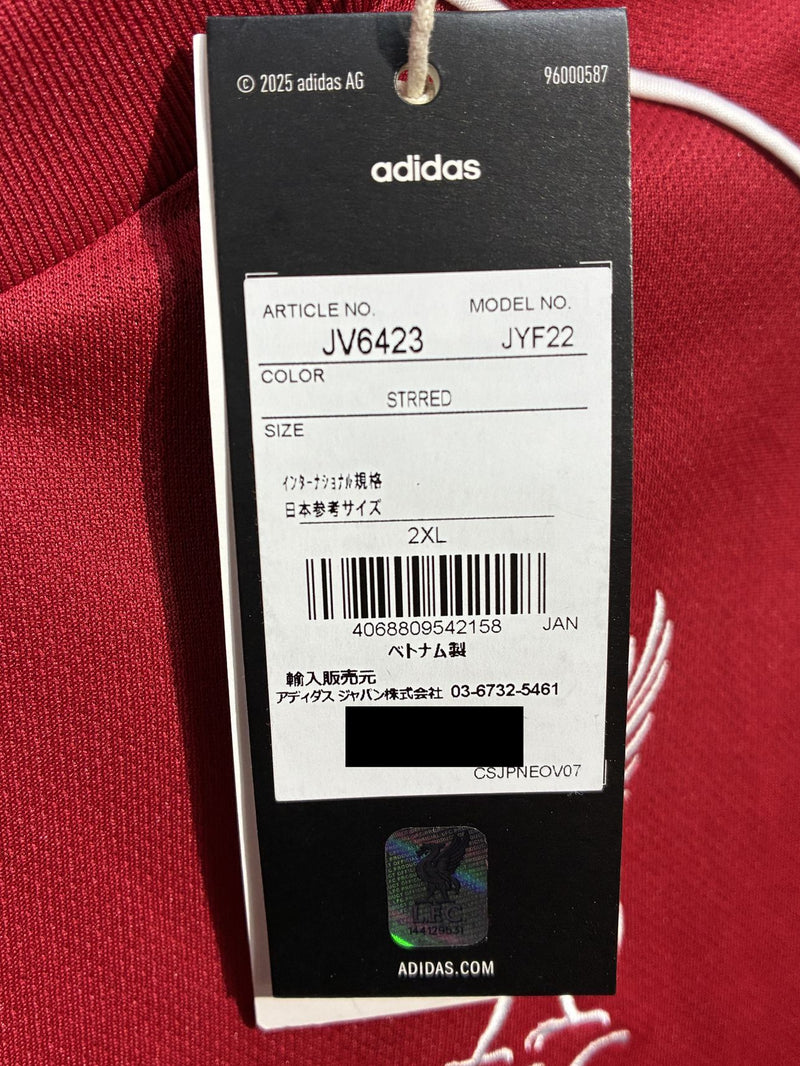 © 2025 adidas AG
96000587
adidas
ARTICLE NO.
MODEL NO.
JV6423
JYF22
COLOR
STRRED
SIZE
インターナショナル規格
日本参考サイズ
2XL
4068809542158
JAN
ベトナム製
輸入販売元
アディダス ジャパン株式会社 03-6732-5461
CSJPNEOV07
LFC
144129531
ADIDAS.COM